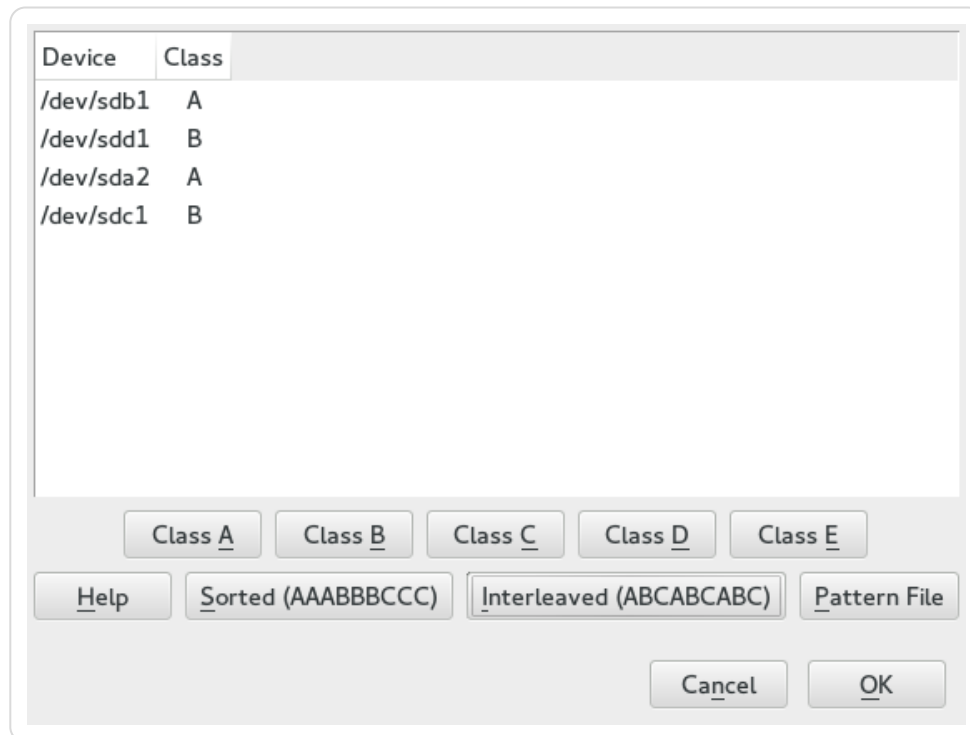 Device Class
/dev/sdb1 A
/dev/sdd1 B
/dev/sda2 A
/dev/sdc1 B
Class A Class B Class C Class D Class E
Help Sorted (AAABBBCCC) Interleaved (ABCABCABC) Pattern File
Cancel OK